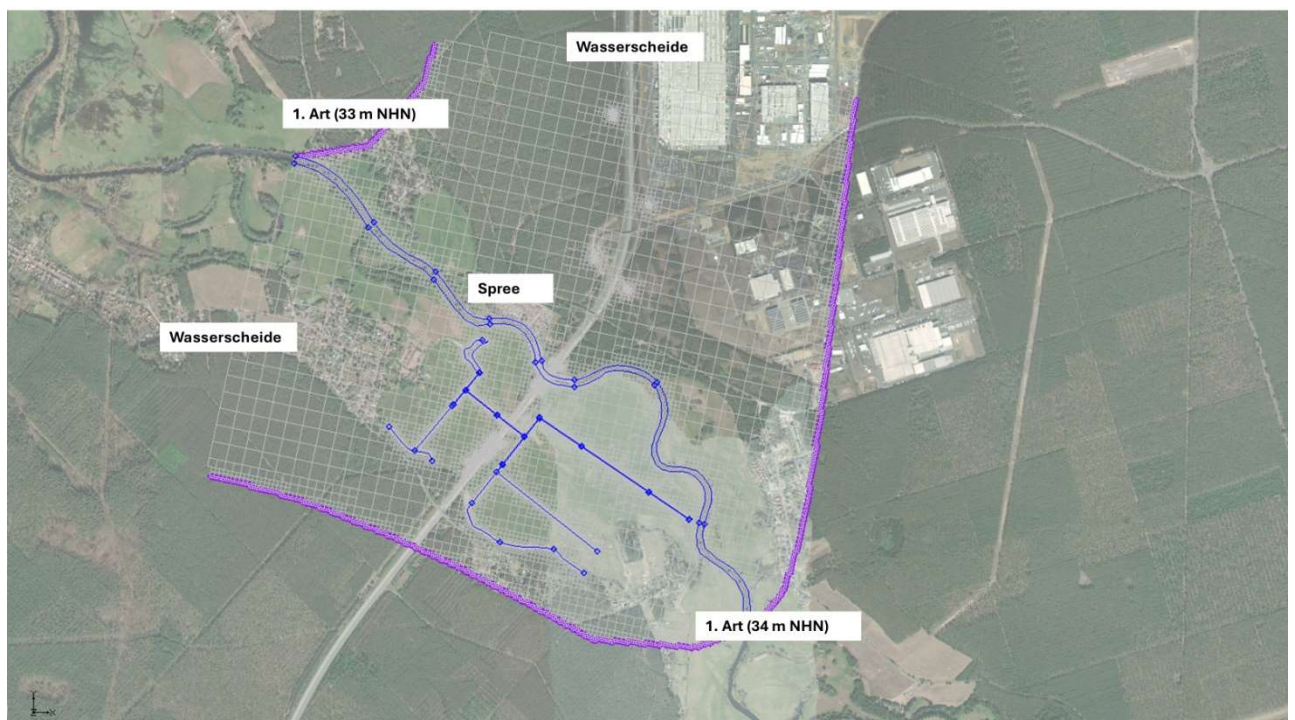 Wasserscheide
1. Art (33 m NHN)
Spree
Wasserscheide
1. Art (34 m NHN)